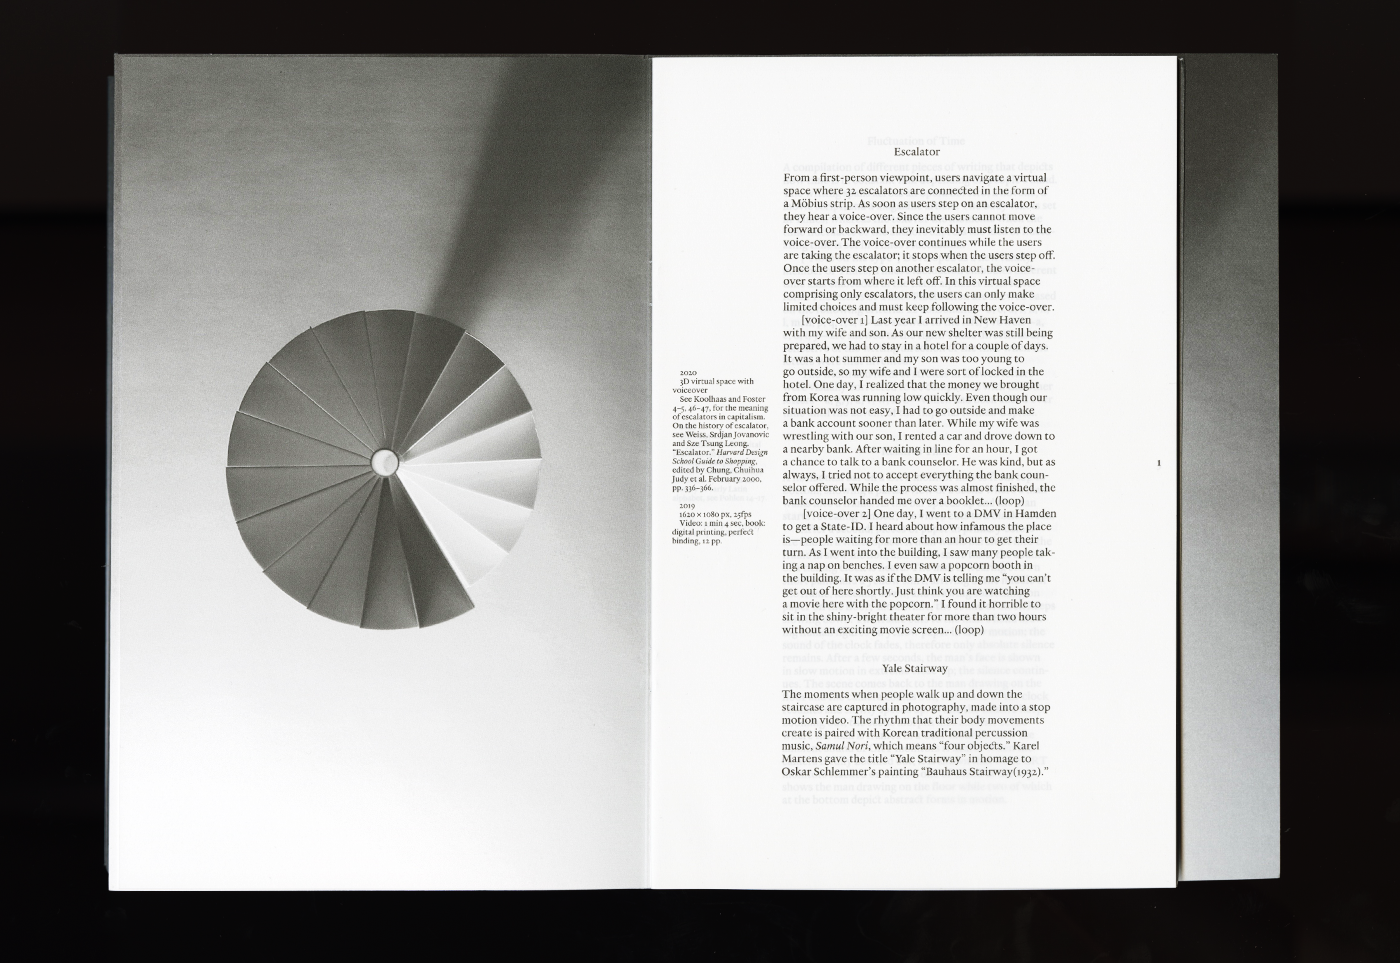 Escalator
From a first-person viewpoint, users navigate a virtual
space where 32 escalators are connected in the form of
a Möbius strip. As soon as users step on an escalator,
they hear a voice-over. Since the users cannot move
forward or backward, they inevitably must listen to the
voice-over. The voice-over continues while the users
are taking the escalator; it stops when the users step off.
Once the users step on another escalator, the voice-
over starts from where it left off. In this virtual space
comprising only escalators, the users can only make
limited choices and must keep following the voice-over.
[voice-over 1] Last year I arrived in New Haven
with my wife and son. As our new shelter was still being
prepared, we had to stay in a hotel for a couple of days.
It was a hot summer and my son was too young to
go outside, so my wife and I were sort of locked in the
hotel. One day, I realized that the money we brought
from Korea was running low quickly. Even though our
situation was not easy, I had to go outside and make
a bank account sooner than later. While my wife was
wrestling with our son, I rented a car and drove down to
a nearby bank. After waiting in line for an hour, I got
a chance to talk to a bank counselor. He was kind, but as
always, I tried not to accept everything the bank coun-
selor offered. While the process was almost finished, the
bank counselor handed me over a booklet... (loop)
[voice-over 2] One day, I went to a DMV in Hamden
to get a State-ID. I heard about how infamous the place
is—people waiting for more than an hour to get their
turn. As I went into the building, I saw many people tak-
ing a nap on benches. I even saw a popcorn booth in
the building. It was as if the DMV is telling me “you can’t
get out of here shortly. Just think you are watching
a movie here with the popcorn.” I found it horrible to
sit in the shiny-bright theater for more than two hours
without an exciting movie screen... (loop)
Yale Stairway
The moments when people walk up and down the
staircase are captured in photography, made into a stop
motion video. The rhythm that their body movements
create is paired with Korean traditional percussion
music, Samul Nori, which means “four objects.” Karel
Martens gave the title “Yale Stairway” in homage to
Oskar Schlemmer’s painting “Bauhaus Stairway(1932).”
2020
3D virtual space with
voiceover
See Koolhaas and Foster
4–5, 46–47, for the meaning
of escalators in capitalism.
On the history of escalator,
see Weiss, Srdjan Jovanovic
and Sze Tsung Leong.
“Escalator.” Harvard Design
School Guide to Shopping,
edited by Chung, Chuihua
Judy et al. February 2000,
pp. 336–366.
2019
1620 × 1080 px, 25fps
Video: 1 min 4 sec, book:
digital printing, perfect
binding, 12 pp.
1